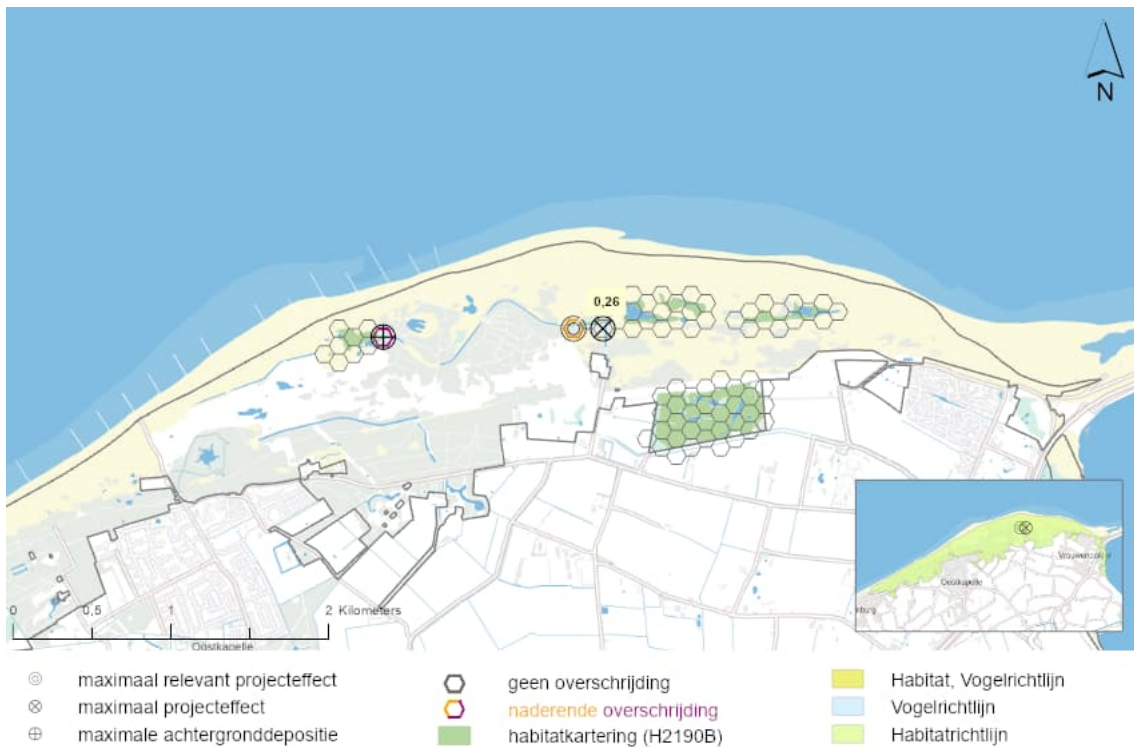 N
0,26
0 0,5 1 2 Kilometers
Oostkapelle
Oostkapelle
maximaal relevant projecteffect
maximaal projecteffect
maximale achtergronddepositie
geen overschrijding
naderende overschrijding
habitatkartering (H2190B)
Habitat, Vogelrichtlijn
Vogelrichtlijn
Habitatrichtlijn